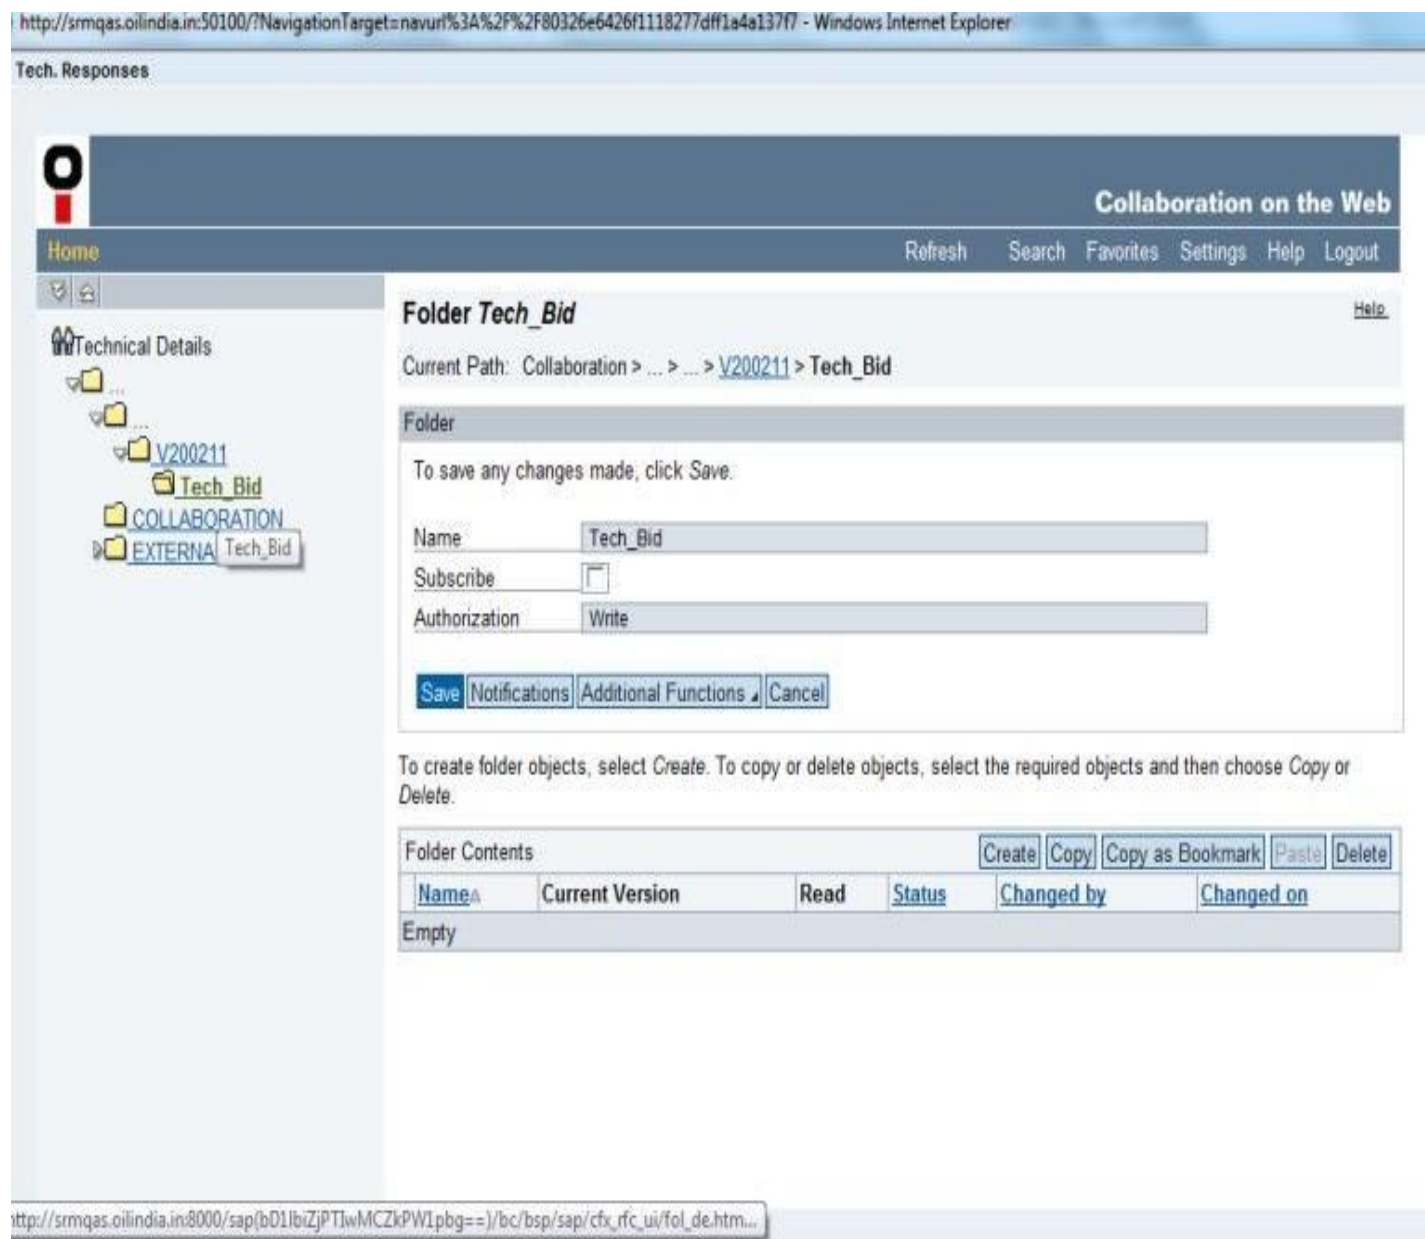 http://srmqas.oilindia.in:50100/?NavigationTarget=navurl%3A%2F%2F80326e6426f1118277dff1a4a137f7 - Windows Internet Explorer
Tech. Responses
Collaboration on the Web
Home Refresh Search Favorites Settings Help Logout
Folder Tech_Bid Help
Technical Details
Current Path: Collaboration > ... > ... > V200211 > Tech_Bid
...
...
Folder
V200211
To save any changes made, click Save.
Tech_Bid
COLLABORATION
Name Tech_Bid
EXTERNA Tech_Bid
Subscribe
Authorization Write
Save Notifications Additional Functions Cancel
To create folder objects, select Create. To copy or delete objects, select the required objects and then choose Copy or
Delete.
Folder Contents Create Copy Copy as Bookmark Paste Delete
Name Current Version Read Status Changed by Changed on
Empty
http://srmqas.oilindia.in:8000/sap(bD1lbiZjPTIwMCZkPW1pbg==)/bc/bsp/sap/cfx_rfc_ui/fol_de.htm...